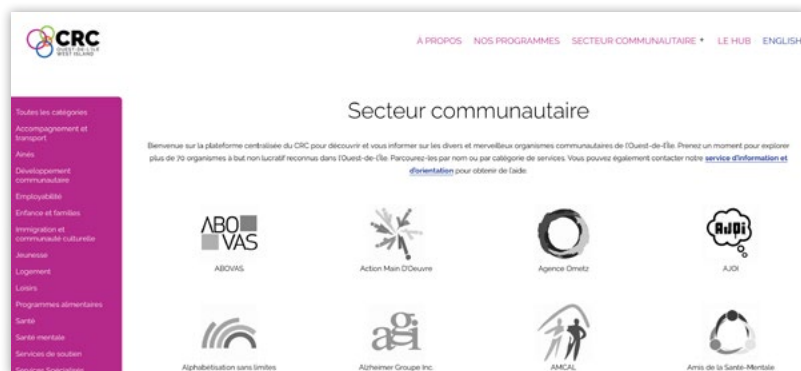 CRC
OUEST-DE-L'ÎLE
WEST ISLAND
À PROPOS NOS PROGRAMMES SECTEUR COMMUNAUTAIRE LE HUB ENGLISH
Toutes les catégories
Accompagnement et
transport
Aînés
Développement
communautaire
Employabilité
Enfance et familles
Immigration et
communauté culturelle
Jeunesse
Logement
Loisirs
Programmes alimentaires
Santé
Santé mentale
Services de soutien
Services Spécialisés
Secteur communautaire
Bienvenue sur la plateforme centralisée du CRC pour découvrir et vous informer sur les divers et merveilleux organismes communautaires de l'Ouest-de-l'Île. Prenez un moment pour explorer
plus de 70 organismes à but non lucratif reconnus dans l'Ouest-de-l'Île. Parcourez-les par nom ou par catégorie de services. Vous pouvez également contacter notre service d'information et
d'orientation pour obtenir de l'aide.
ABO
VAS
AJOI
ABOVAS
Action Main D'Oeuvre
Agence Ometz
AJOI
agi
Alphabétisation sans limites
Alzheimer Groupe Inc.
AMCAL
Amis de la Santé-Mentale